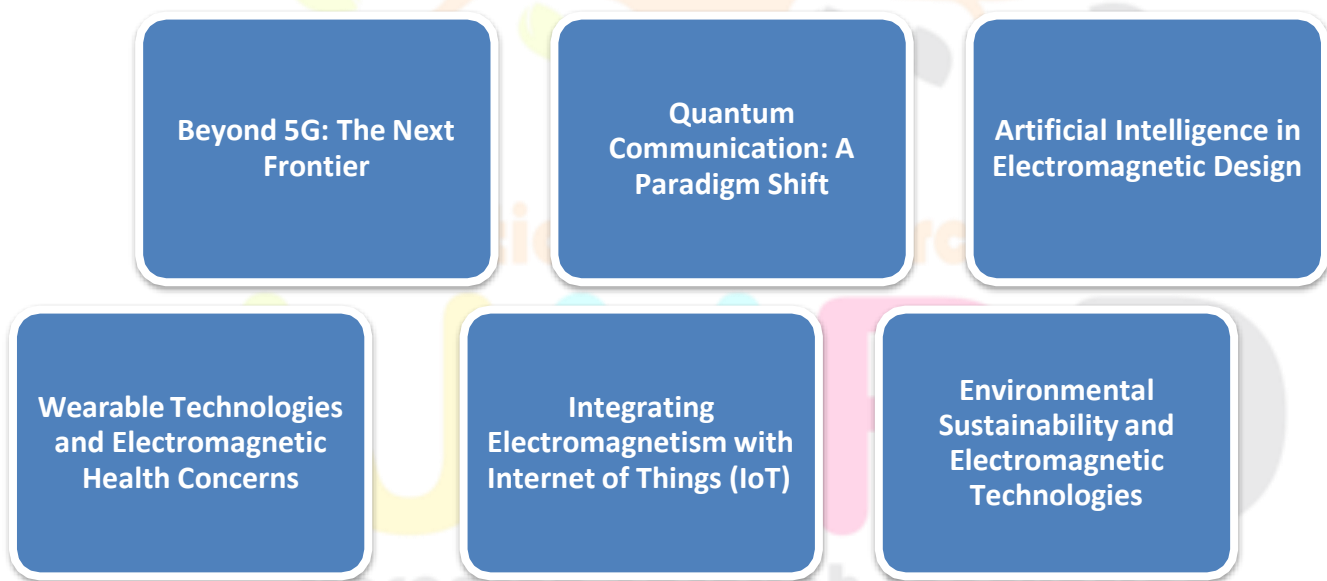 Beyond 5G: The Next
Frontier
Quantum
Communication: A
Paradigm Shift
Artificial Intelligence in
Electromagnetic Design
Wearable Technologies
and Electromagnetic
Health Concerns
Integrating
Electromagnetism with
Internet of Things (IoT)
Environmental
Sustainability and
Electromagnetic
Technologies